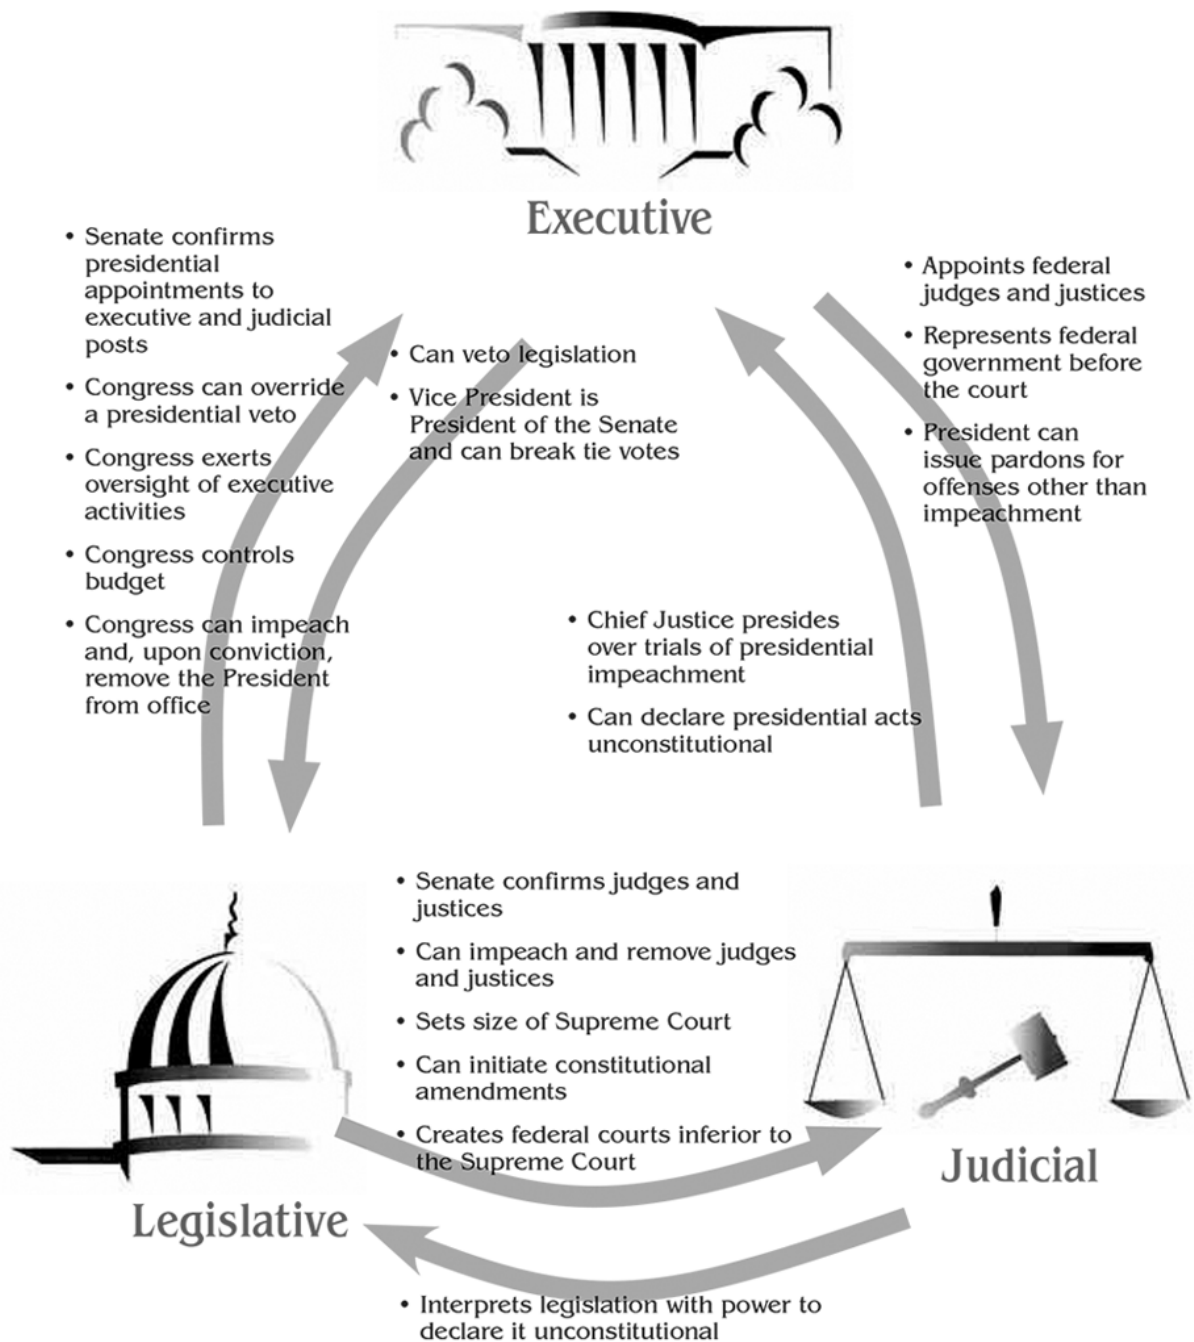 Executive
• Senate confirms
presidential
appointments to
executive and judicial
posts
• Congress can override
a presidential veto
• Congress exerts
oversight of executive
activities
• Congress controls
budget
• Congress can impeach
and, upon conviction,
remove the President
from office
• Can veto legislation
• Vice President is
President of the Senate
and can break tie votes
• Appoints federal
judges and justices
• Represents federal
government before
the court
• President can
issue pardons for
offenses other than
impeachment
• Chief Justice presides
over trials of presidential
impeachment
• Can declare presidential acts
unconstitutional
• Senate confirms judges and
justices
• Can impeach and remove judges
and justices
• Sets size of Supreme Court
• Can initiate constitutional
amendments
• Creates federal courts inferior to
the Supreme Court
Legislative
Judicial
• Interprets legislation with power to
declare it unconstitutional